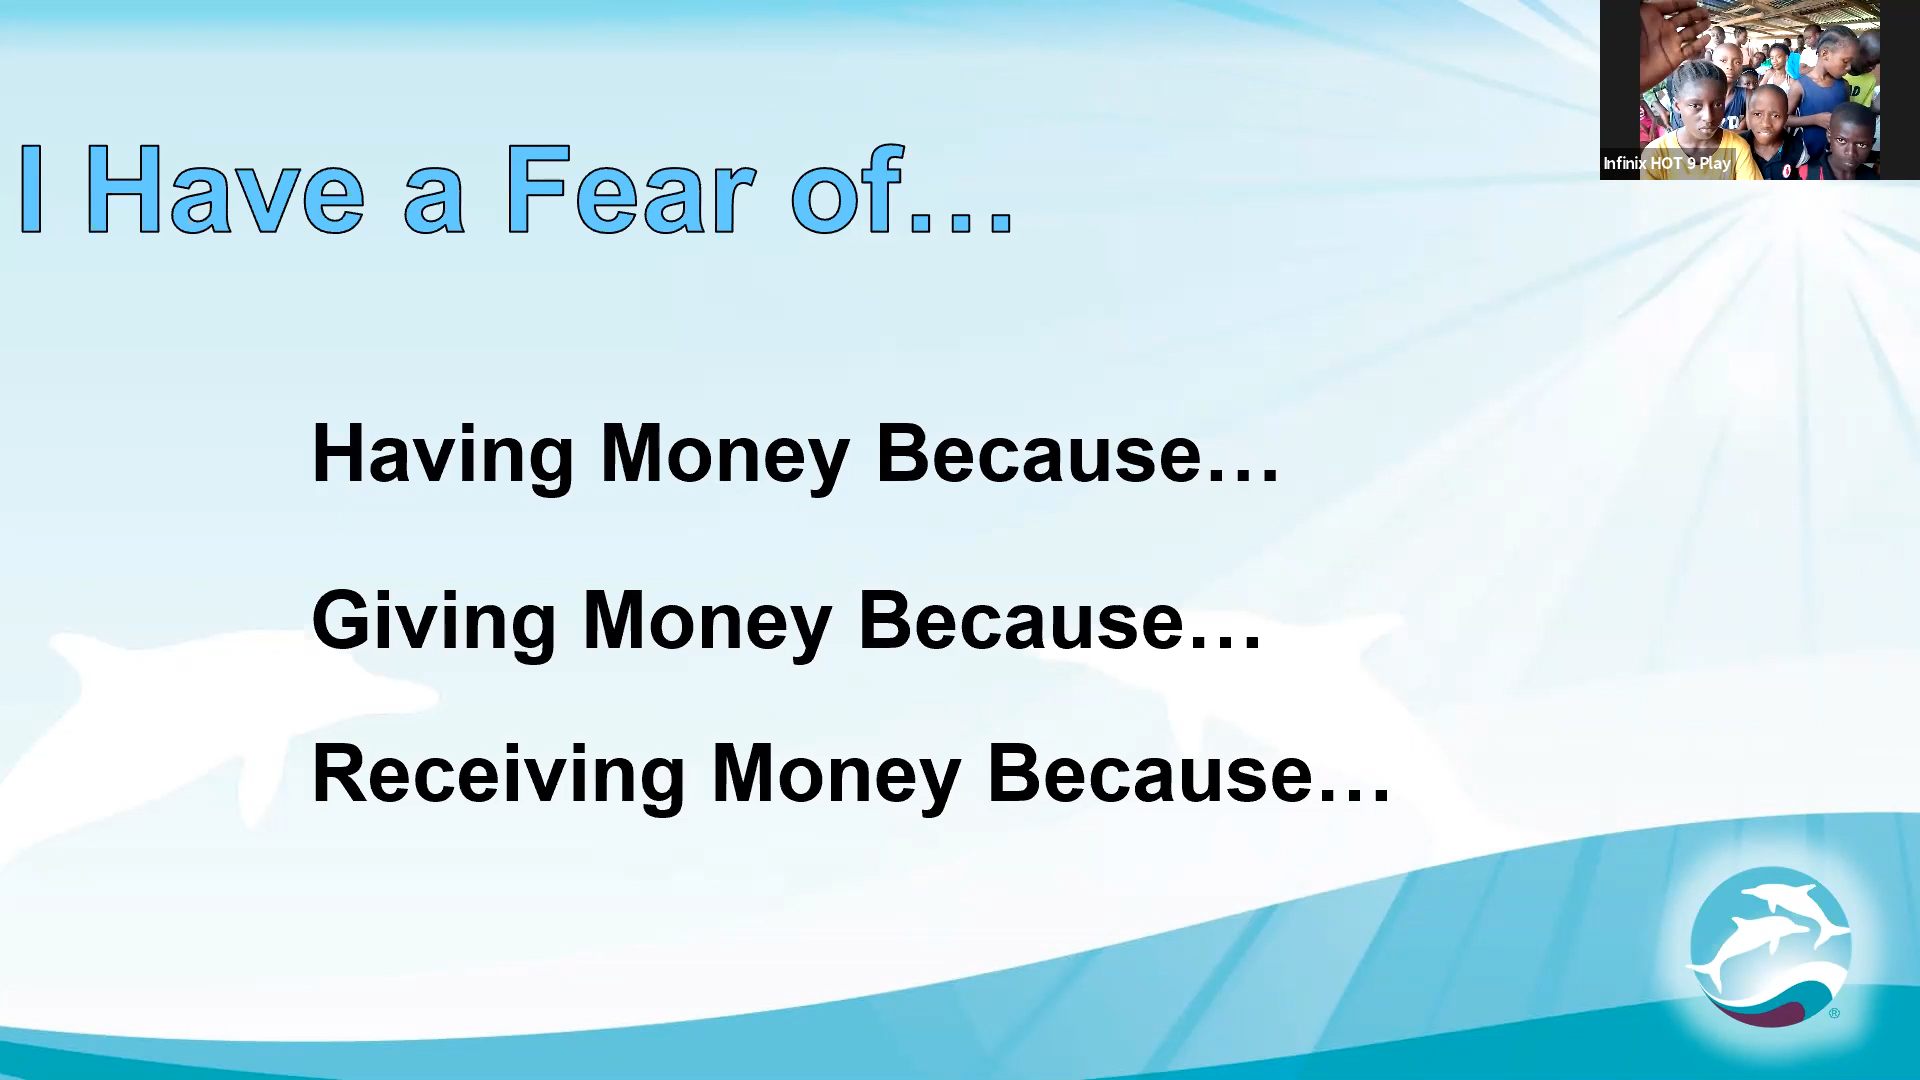 I Have a Fear of...
Infinix HOT 9 Play
Having Money Because...
Giving Money Because...
Receiving Money Because...
®